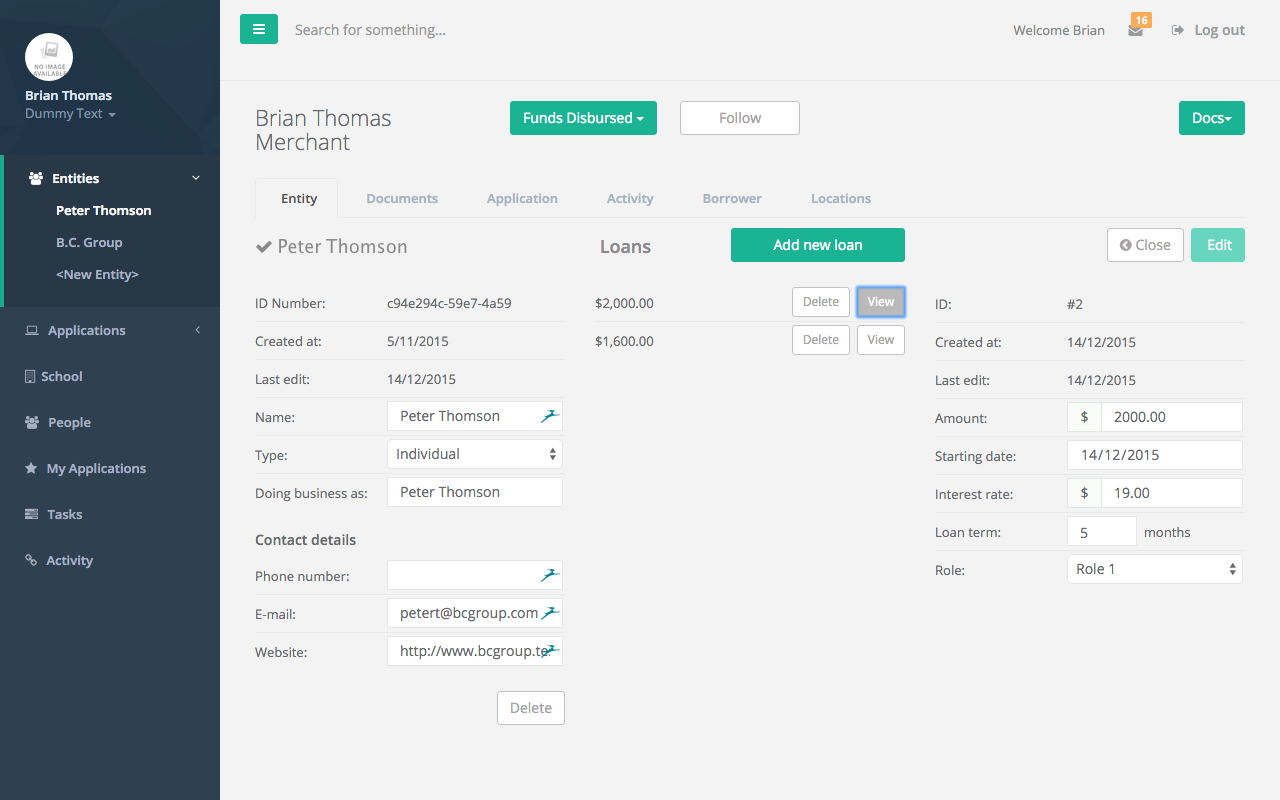 Search for something...
Welcome Brian
16
Log out
NO IMAGE
AVAILABLE
Brian Thomas
Dummy Text
Entities
Peter Thomson
B.C. Group
<New Entity>
Applications
School
People
My Applications
Tasks
Activity
Brian Thomas
Merchant
Funds Disbursed
Follow
Docs
Entity
Documents
Application
Activity
Borrower
Locations
Peter Thomson
ID Number: c94e294c-59e7-4a59
Created at: 5/11/2015
Last edit: 14/12/2015
Name: Peter Thomson
Type: Individual
Doing business as: Peter Thomson
Contact details
Phone number:
E-mail: petert@bcgroup.com
Website: http://www.bcgroup.te
Delete
Loans
Add new loan
$2,000.00 Delete View
$1,600.00 Delete View
Close
Edit
ID: #2
Created at: 14/12/2015
Last edit: 14/12/2015
Amount: $ 2000.00
Starting date: 14/12/2015
Interest rate: $ 19.00
Loan term: 5 months
Role: Role 1